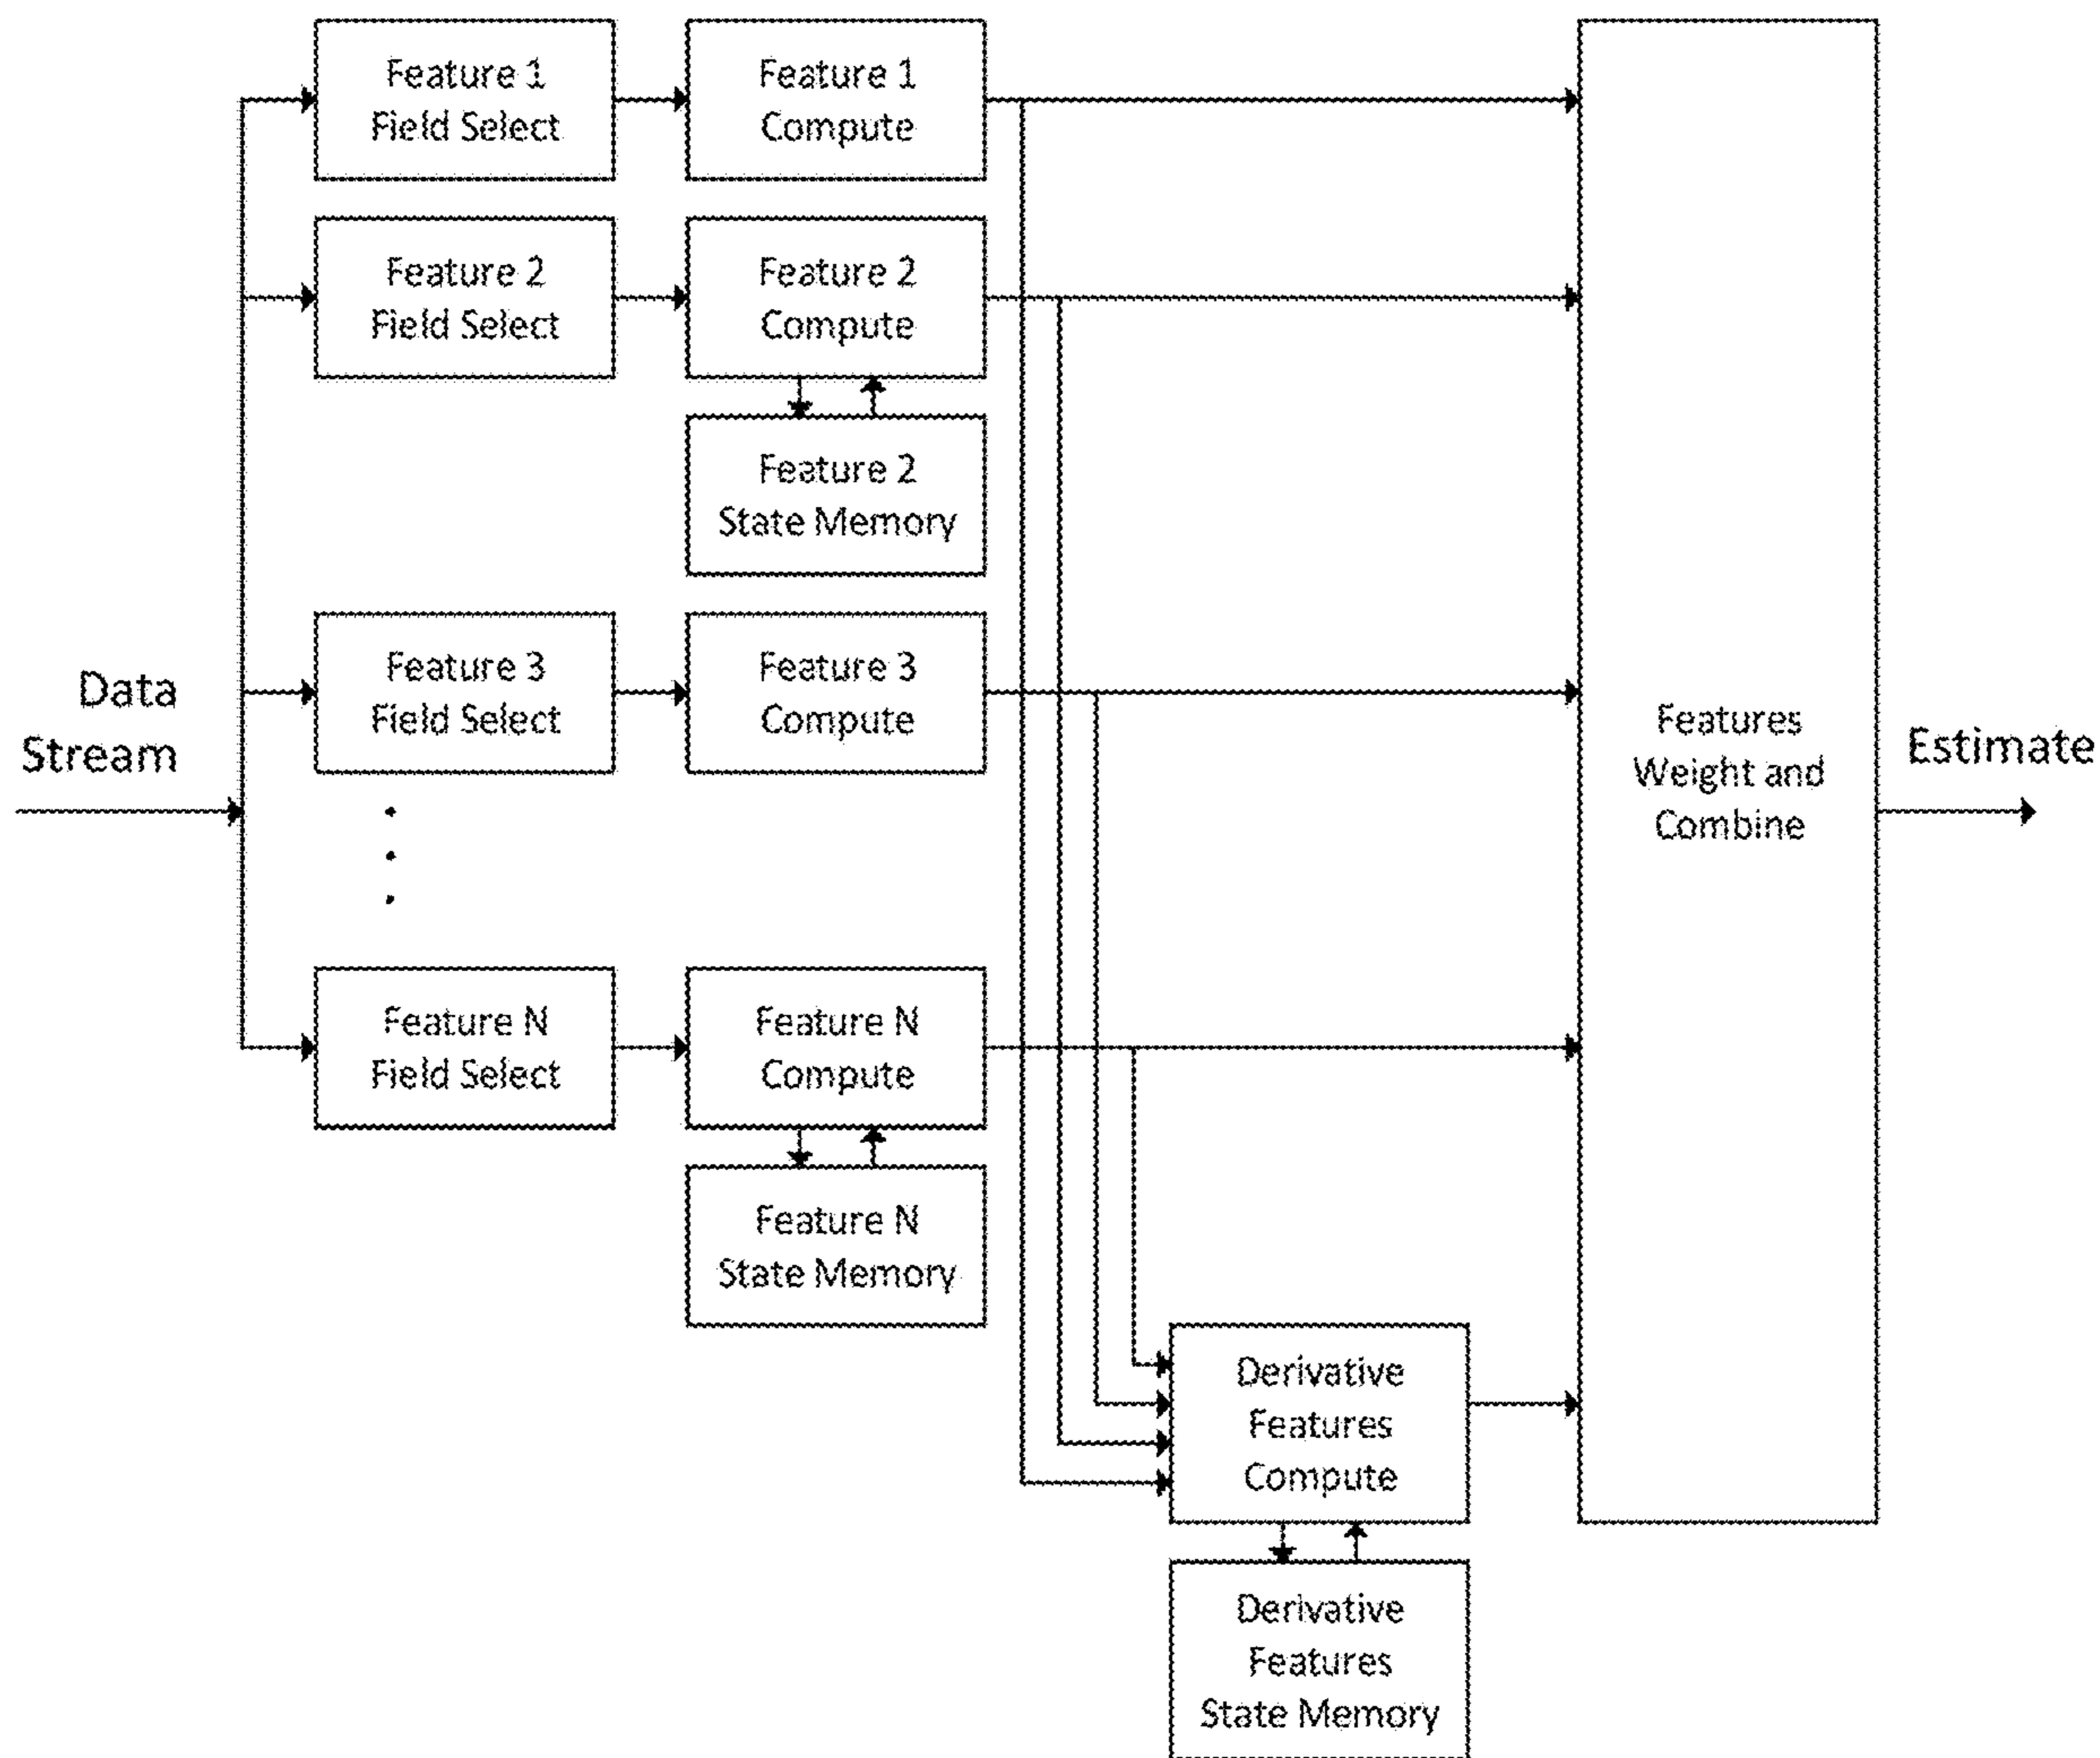 Feature 1
Field Select
Feature 1
Compute
Feature 2
Field Select
Feature 2
Compute
Feature 2
State Memory
Data
Stream
Feature 3
Field Select
Feature 3
Compute
Features
Weight and
Combine
Estimate
Feature N
Field Select
Feature N
Compute
Feature N
State Memory
Derivative
Features
Compute
Derivative
Features
State Memory